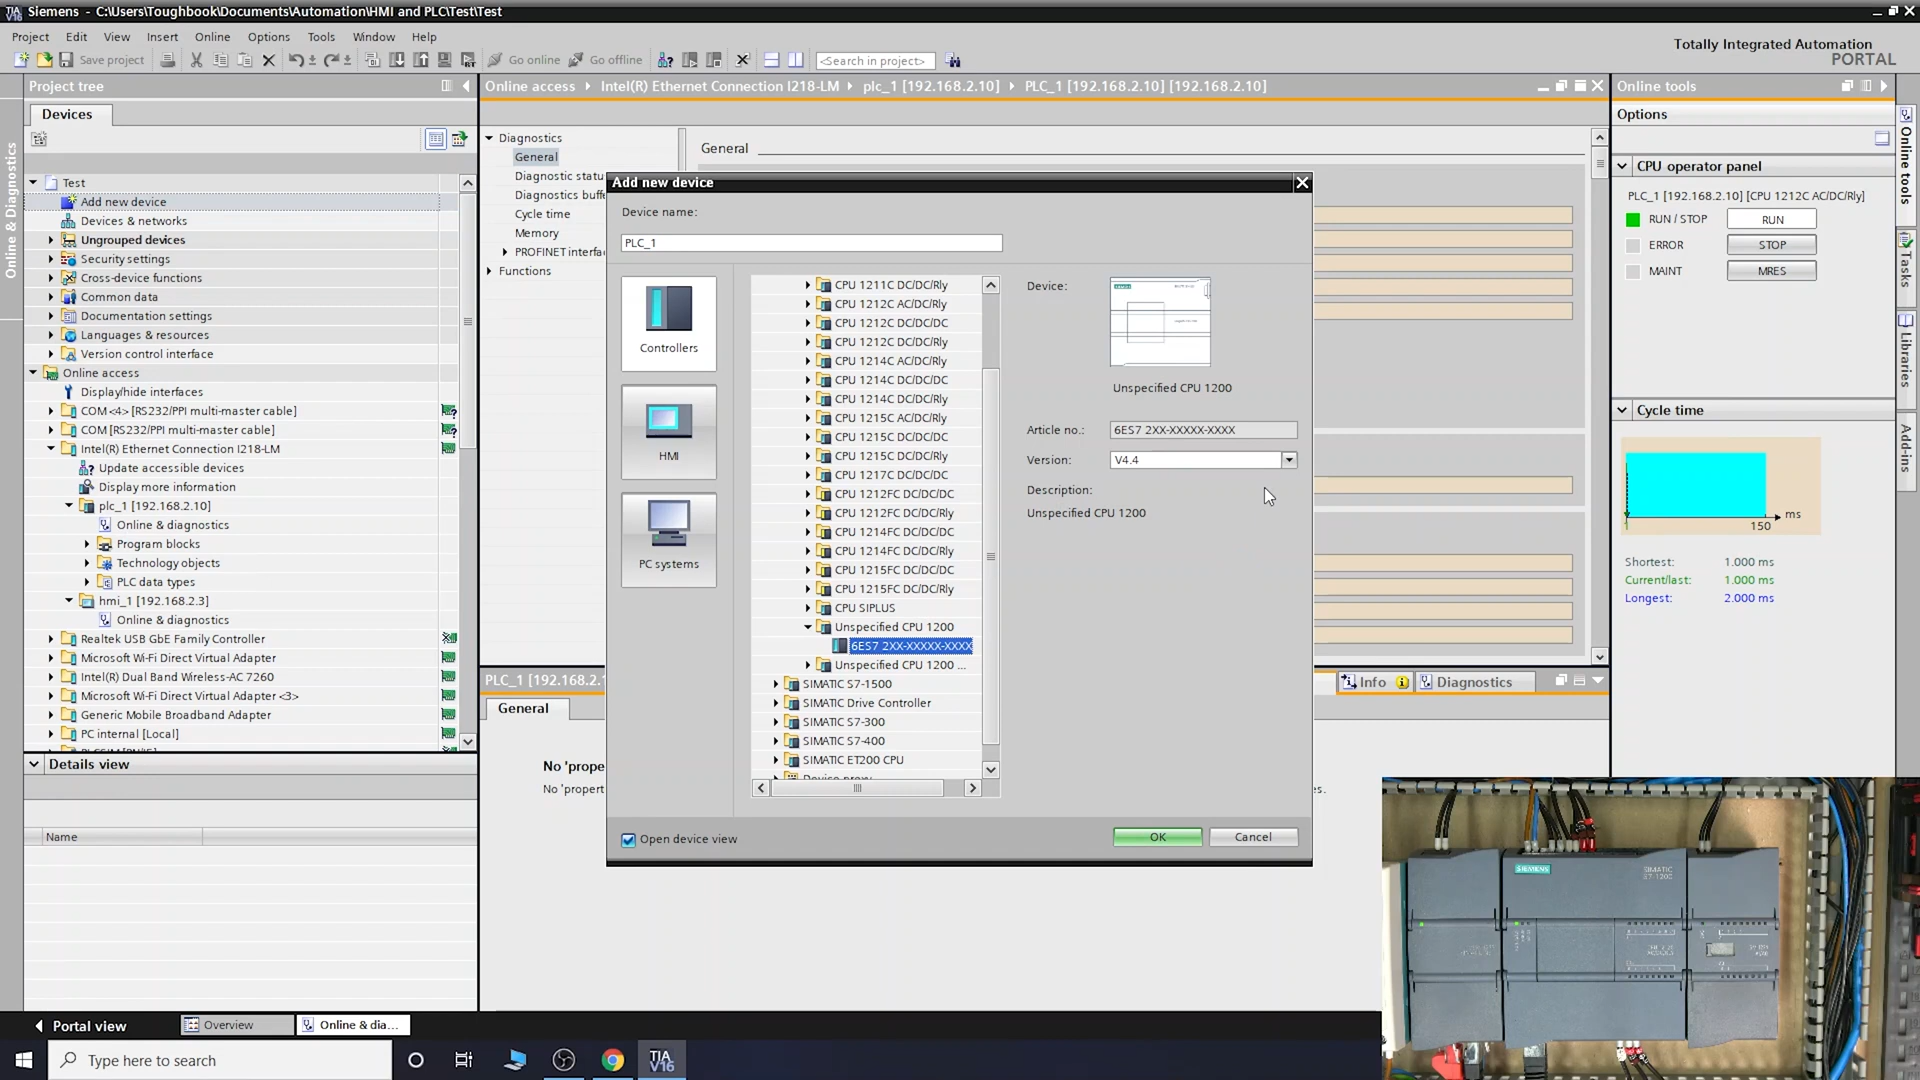 Siemens - C:\Users\Toughbook\Documents\Automation\HMI and PLC\Test\Test
Project Edit View Insert Online Options Tools Window Help
Totally Integrated Automation
PORTAL
Save project
Go online
Go offline
<Search in project>
Project tree
Devices
Online & Diagnostics
Test
Add new device
Devices & networks
Ungrouped devices
Security settings
Cross-device functions
Common data
Documentation settings
Languages & resources
Version control interface
Online access
Display/hide interfaces
COM <4> [RS232/PPI multi-master cable]
COM [RS232/PPI multi-master cable]
Intel(R) Ethernet Connection I218-LM
Update accessible devices
Display more information
plc_1 [192.168.2.10]
Online & diagnostics
Program blocks
Technology objects
PLC data types
hmi_1 [192.168.2.3]
Online & diagnostics
Realtek USB GbE Family Controller
Microsoft Wi-Fi Direct Virtual Adapter
Intel(R) Dual Band Wireless-AC 7260
Microsoft Wi-Fi Direct Virtual Adapter <3>
Generic Mobile Broadband Adapter
PC internal [Local]
Details view
Name
Online access Intel(R) Ethernet Connection I218-LM plc_1 [192.168.2.10] PLC_1 [192.168.2.10] [192.168.2.10]
Diagnostics
General
Diagnostic statu
Diagnostics buffe
Cycle time
Memory
PROFINET interfa
Functions
General
Add new device
Device name:
PLC_1
Controllers
HMI
PC systems
CPU 1211C DC/DC/Rly
CPU 1212C AC/DC/Rly
CPU 1212C DC/DC/DC
CPU 1212C DC/DC/Rly
CPU 1214C AC/DC/Rly
CPU 1214C DC/DC/DC
CPU 1214C DC/DC/Rly
CPU 1215C AC/DC/Rly
CPU 1215C DC/DC/DC
CPU 1215C DC/DC/Rly
CPU 1217C DC/DC/DC
CPU 1212FC DC/DC/DC
CPU 1212FC DC/DC/Rly
CPU 1214FC DC/DC/DC
CPU 1214FC DC/DC/Rly
CPU 1215FC DC/DC/DC
CPU 1215FC DC/DC/Rly
CPU SIPLUS
Unspecified CPU 1200
6ES7 2XX-XXXXX-XXXX
Unspecified CPU 1200 ...
SIMATIC S7-1500
SIMATIC Drive Controller
SIMATIC S7-300
SIMATIC S7-400
SIMATIC ET200 CPU
Device:
Unspecified CPU 1200
Article no.: 6ES7 2XX-XXXXX-XXXX
Version: V4.4
Description:
Unspecified CPU 1200
Open device view
OK
Cancel
PLC_1 [192.168.2.1
Info
Diagnostics
General
No 'prope
No 'propert
es.
Online tools
Options
CPU operator panel
PLC_1 [192.168.2.10] [CPU 1212C AC/DC/Rly]
RUN / STOP RUN
ERROR STOP
MAINT MRES
Cycle time
1
150
ms
Shortest: 1.000 ms
Current/last: 1.000 ms
Longest: 2.000 ms
Online tools
Tasks
Libraries
Add-ins
SIEMENS
SIMATIC
Portal view
Overview
Online & dia...
Type here to search
TIA
V16